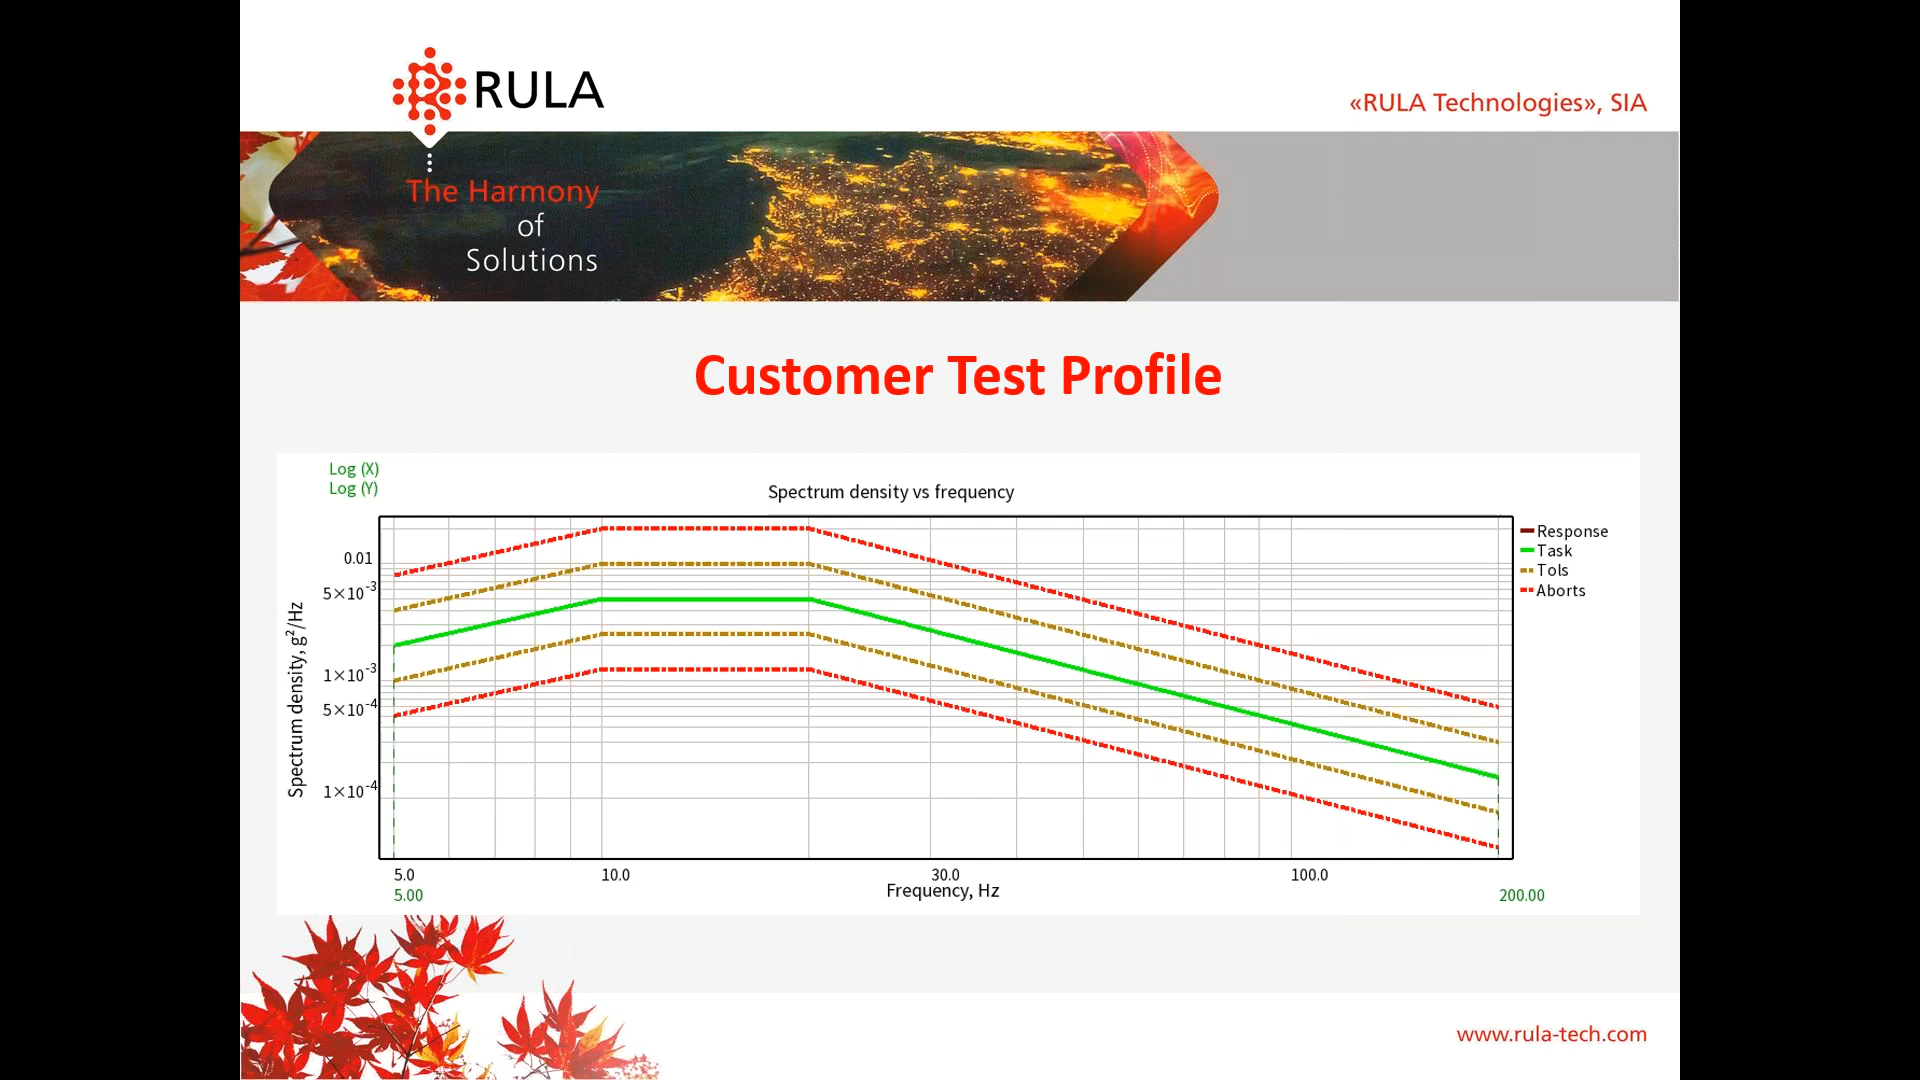 RULA
«RULA Technologies», SIA
The Harmony
of
Solutions
Customer Test Profile
Log (X)
Log (Y)
Spectrum density vs frequency
Response
Task
Tols
Aborts
Spectrum density, g²/Hz
0.01
5×10⁻³
1×10⁻³
5×10⁻⁴
1×10⁻⁴
5.0 10.0 30.0 100.0
Frequency, Hz
5.00 200.00
www.rula-tech.com